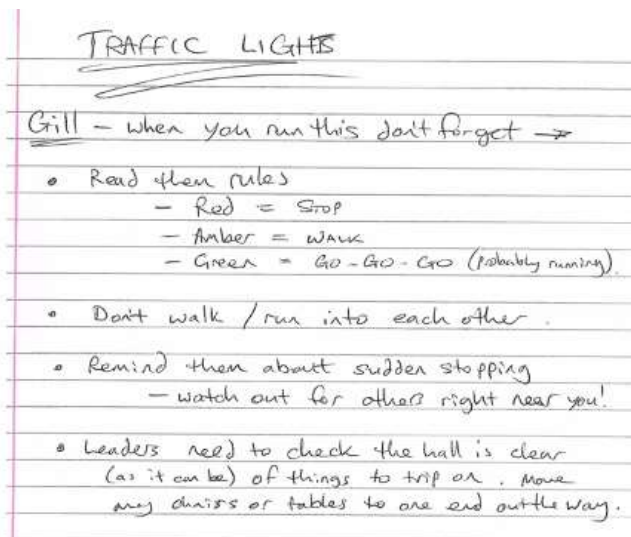 TRAFFIC LIGHTS
Gill – when you run this don't forget →
• Read them rules
– Red = STOP
– Amber = WALK
– Green = GO-GO-GO (probably running).
• Don't walk / run into each other.
• Remind them about sudden stopping
– watch out for others right near you!
• Leaders need to check the hall is clear
(as it can be) of things to trip on. Move
any chairs or tables to one end out the way.